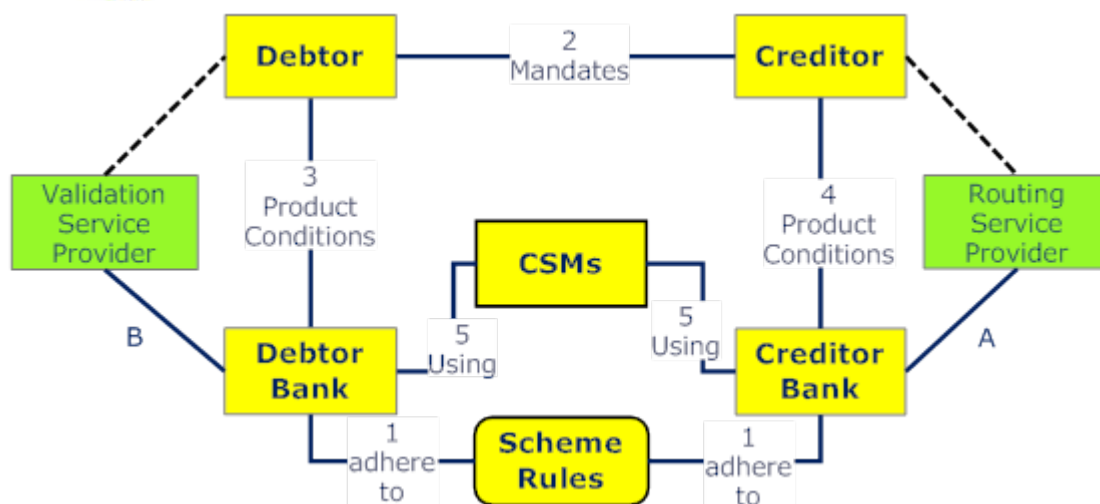 Debtor
2
Mandates
Creditor
Validation
Service
Provider
3
Product
Conditions
4
Product
Conditions
Routing
Service
Provider
CSMs
B
5
Using
5
Using
A
Debtor
Bank
Creditor
Bank
1
adhere
to
Scheme
Rules
1
adhere
to